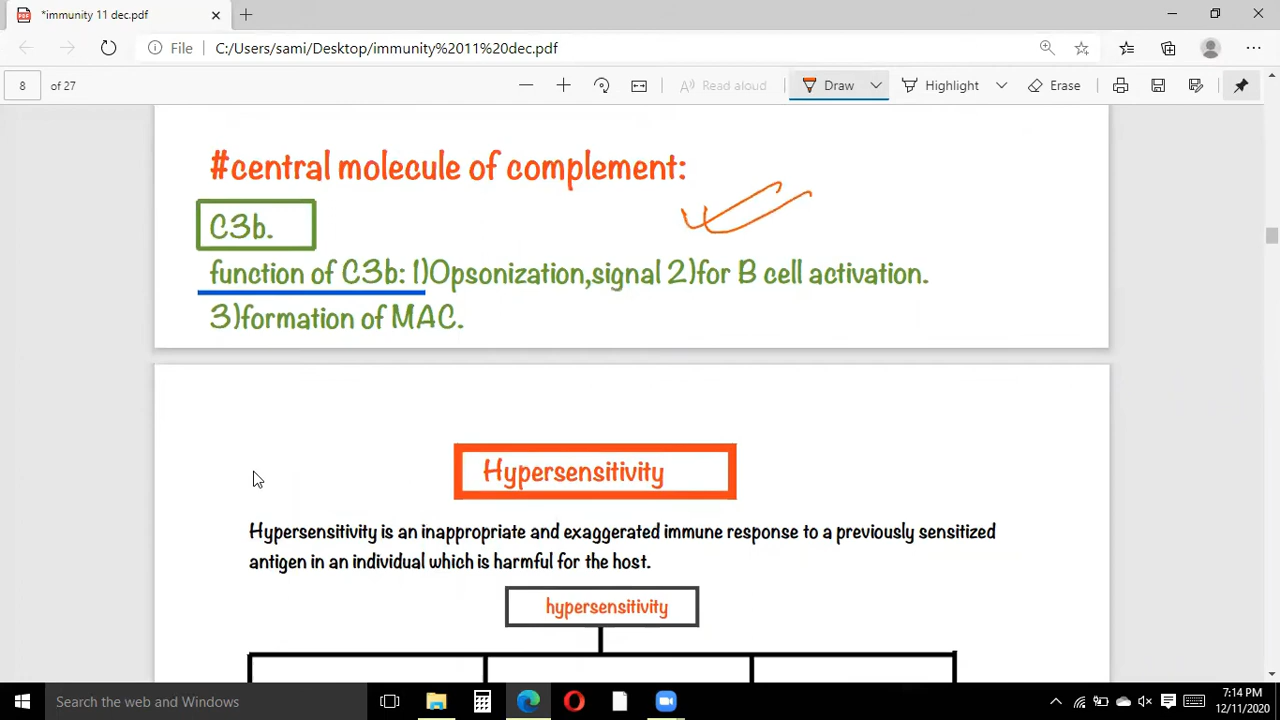 *immunity 11 dec.pdf
File C:/Users/sami/Desktop/immunity%2011%20dec.pdf
8 of 27 Read aloud Draw Highlight Erase
#central molecule of complement:
C3b.
function of C3b: 1)Opsonization,signal 2)for B cell activation.
3)formation of MAC.
Hypersensitivity
Hypersensitivity is an inappropriate and exaggerated immune response to a previously sensitized
antigen in an individual which is harmful for the host.
hypersensitivity
Search the web and Windows
7:14 PM
12/11/2020